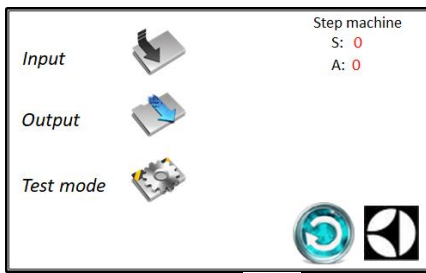 Step machine
S: 0
A: 0
Input
Output
Test mode